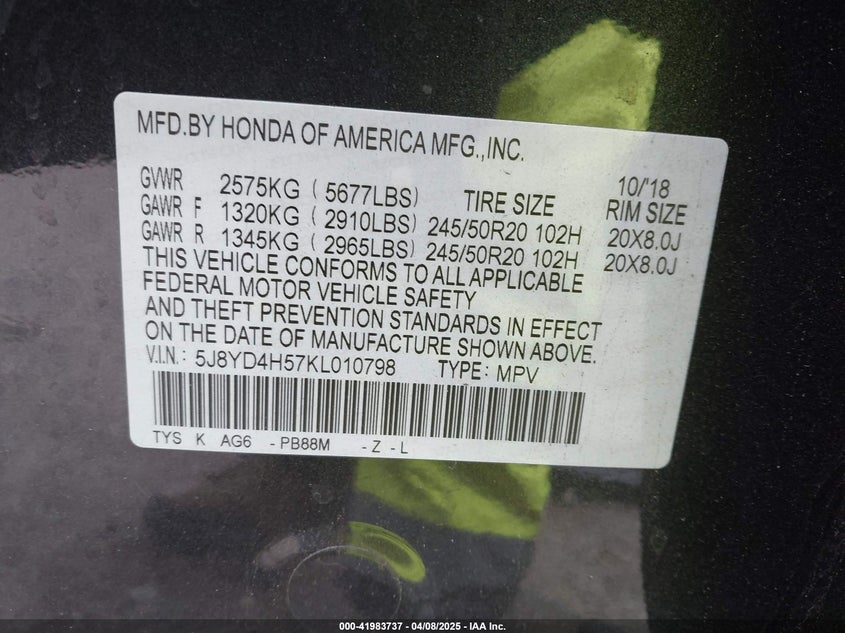 MFD.BY HONDA OF AMERICA MFG.,INC.
10/'18
GVWR 2575KG ( 5677LBS) TIRE SIZE RIM SIZE
GAWR F 1320KG ( 2910LBS) 245/50R20 102H 20X8.0J
GAWR R 1345KG ( 2965LBS) 245/50R20 102H 20X8.0J
THIS VEHICLE CONFORMS TO ALL APPLICABLE
FEDERAL MOTOR VEHICLE SAFETY
AND THEFT PREVENTION STANDARDS IN EFFECT
ON THE DATE OF MANUFACTURE SHOWN ABOVE.
V.I.N.: 5J8YD4H57KL010798 TYPE: MPV
TYS K AG6 -PB88M -Z -L
000-41983737 - 04/08/2025 - IAA Inc.